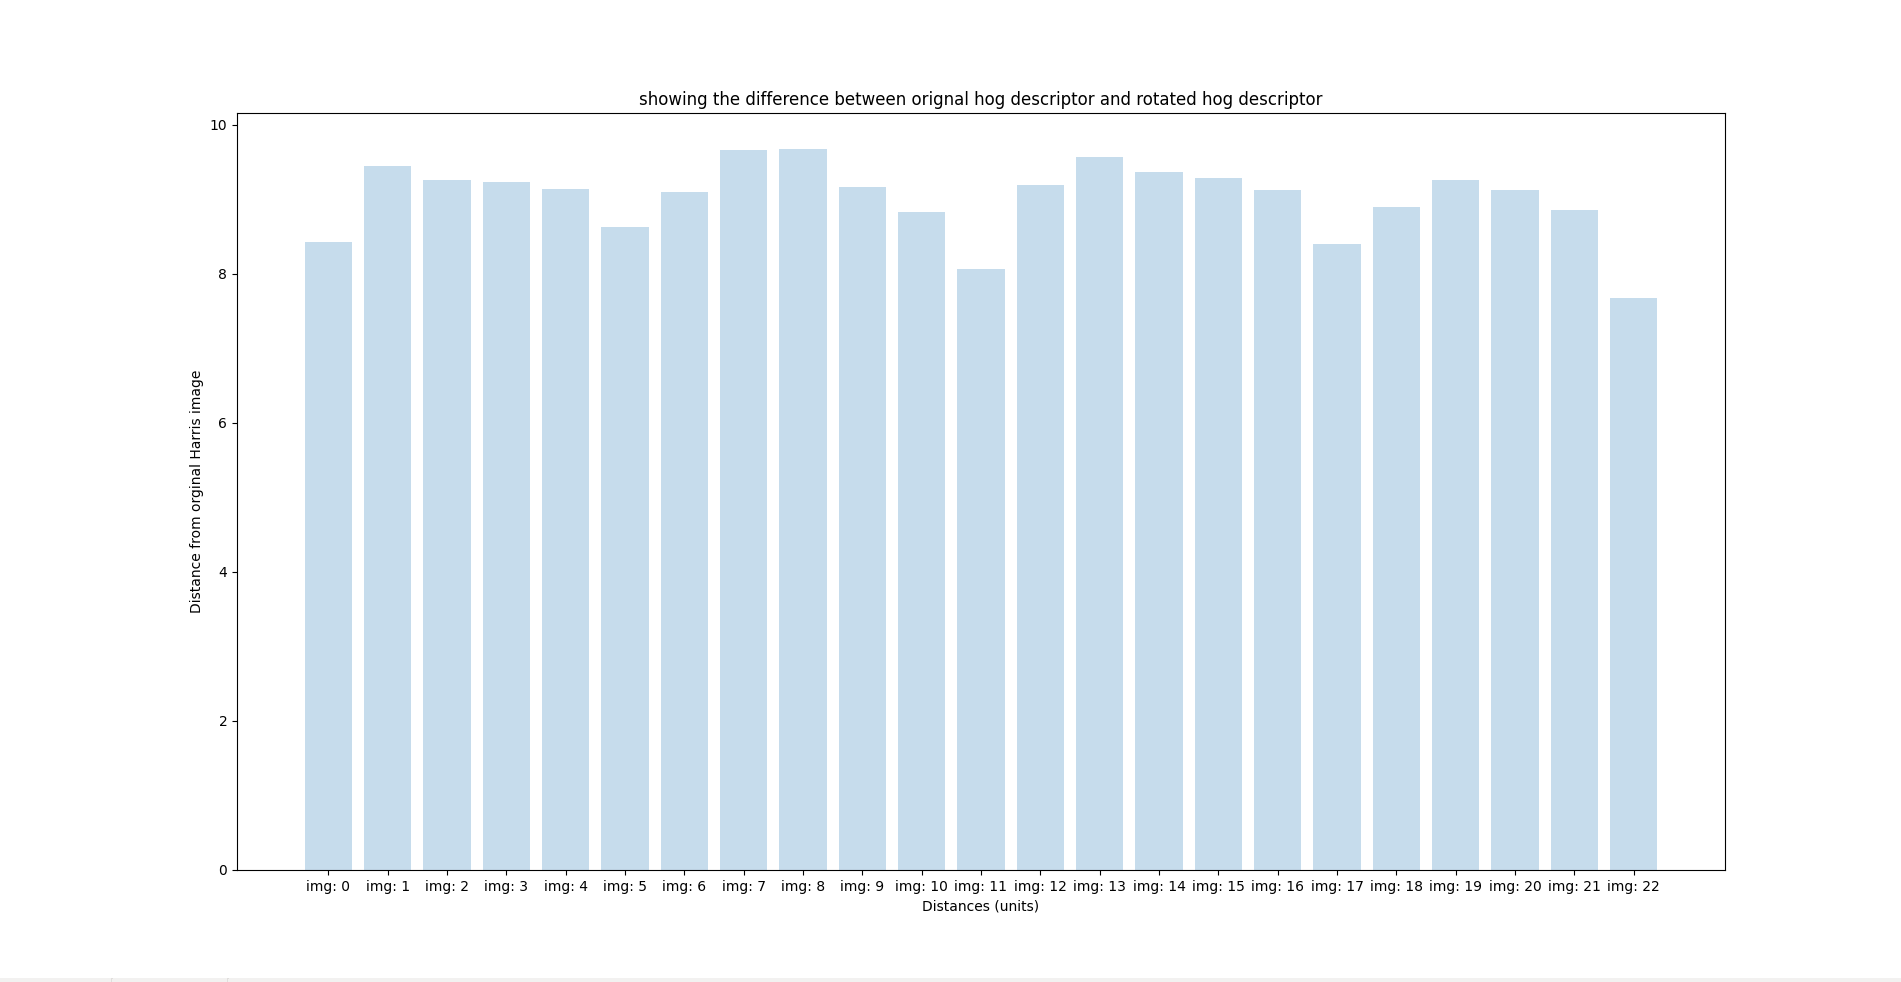 showing the difference between orignal hog descriptor and rotated hog descriptor
10
8
6
4
2
0
Distance from orginal Harris image
img: 0 img: 1 img: 2 img: 3 img: 4 img: 5 img: 6 img: 7 img: 8 img: 9 img: 10 img: 11 img: 12 img: 13 img: 14 img: 15 img: 16 img: 17 img: 18 img: 19 img: 20 img: 21 img: 22
Distances (units)